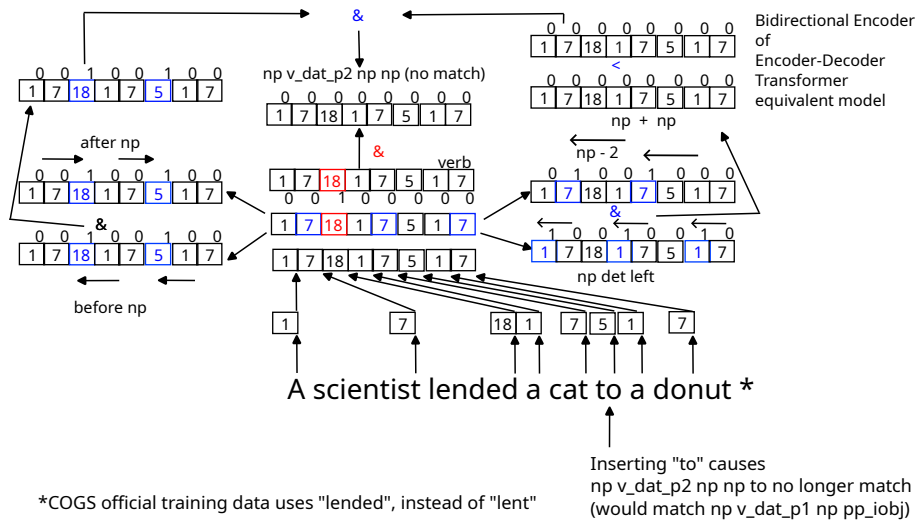 &
Bidirectional Encoder
of
Encoder-Decoder
Transformer
equivalent model
0 0 0 0 0 0 0 0
1 7 18 1 7 5 1 7
<
0 0 0 0 0 0 0 0
1 7 18 1 7 5 1 7
np + np
0 0 1 0 1 0 0
1 7 18 1 7 5 1 7
np v_dat_p2 np np (no match)
0 0 0 0 0 0 0 0
1 7 18 1 7 5 1 7
&
verb
1 7 18 1 7 5 1 7
0 0 1 0 0 0 0 0
1 7 18 1 7 5 1 7
1 7 18 1 7 5 1 7
after np
0 0 1 0 1 0 0
1 7 18 1 7 5 1 7
&
0 0 1 0 1 0 0
1 7 18 1 7 5 1 7
before np
np - 2
0 1 0 0 1 0 0 0
1 7 18 1 7 5 1 7
&
1 0 0 1 0 0 1 0
1 7 18 1 7 5 1 7
np det left
1 7 18 1 7 5 1 7
A scientist lended a cat to a donut *
Inserting "to" causes
np v_dat_p2 np np to no longer match
(would match np v_dat_p1 np pp_iobj)
*COGS official training data uses "lended", instead of "lent"